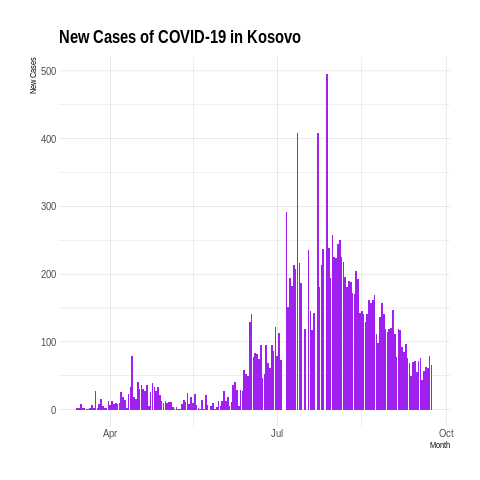 New Cases of COVID-19 in Kosovo
New Cases
500
400
300
200
100
0
Apr
Jul
Oct
Month